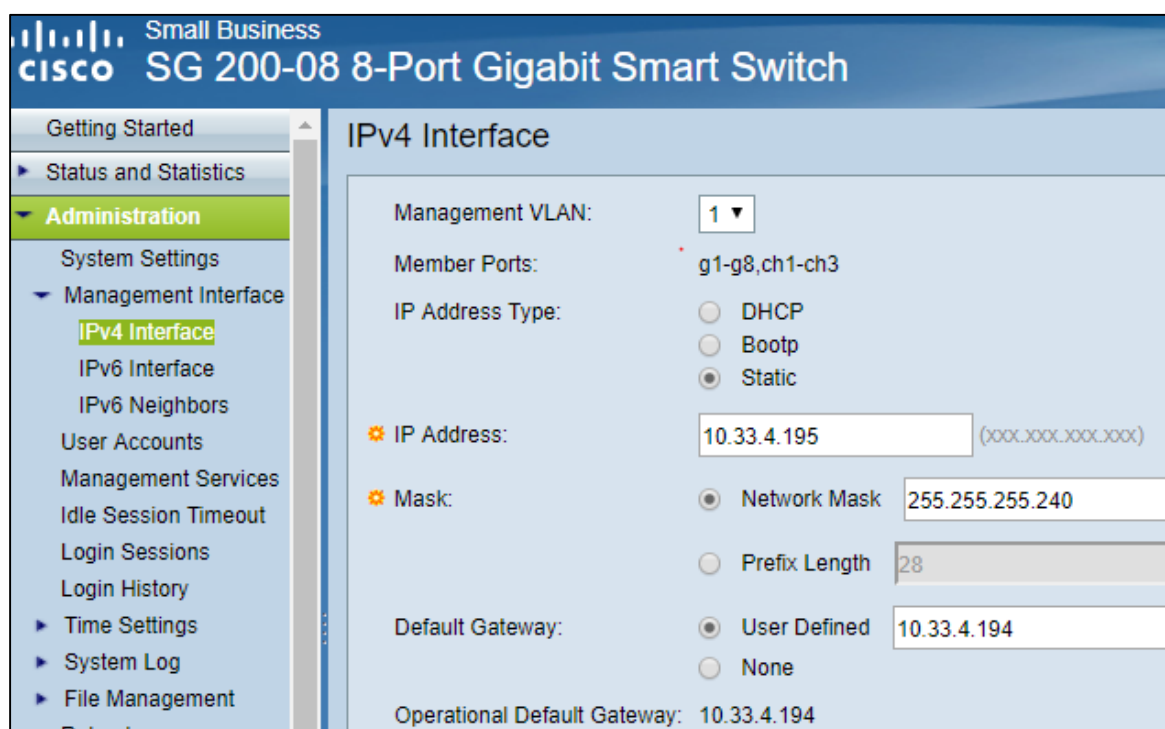 Small Business
CISCO SG 200-08 8-Port Gigabit Smart Switch
Getting Started
Status and Statistics
Administration
System Settings
Management Interface
IPv4 Interface
IPv6 Interface
IPv6 Neighbors
User Accounts
Management Services
Idle Session Timeout
Login Sessions
Login History
Time Settings
System Log
File Management
IPv4 Interface
Management VLAN: 1
Member Ports: g1-g8,ch1-ch3
IP Address Type: DHCP
Bootp
Static
IP Address: 10.33.4.195 (xxx.xxx.xxx.xxx)
Mask: Network Mask 255.255.255.240
Prefix Length 28
Default Gateway: User Defined 10.33.4.194
None
Operational Default Gateway: 10.33.4.194